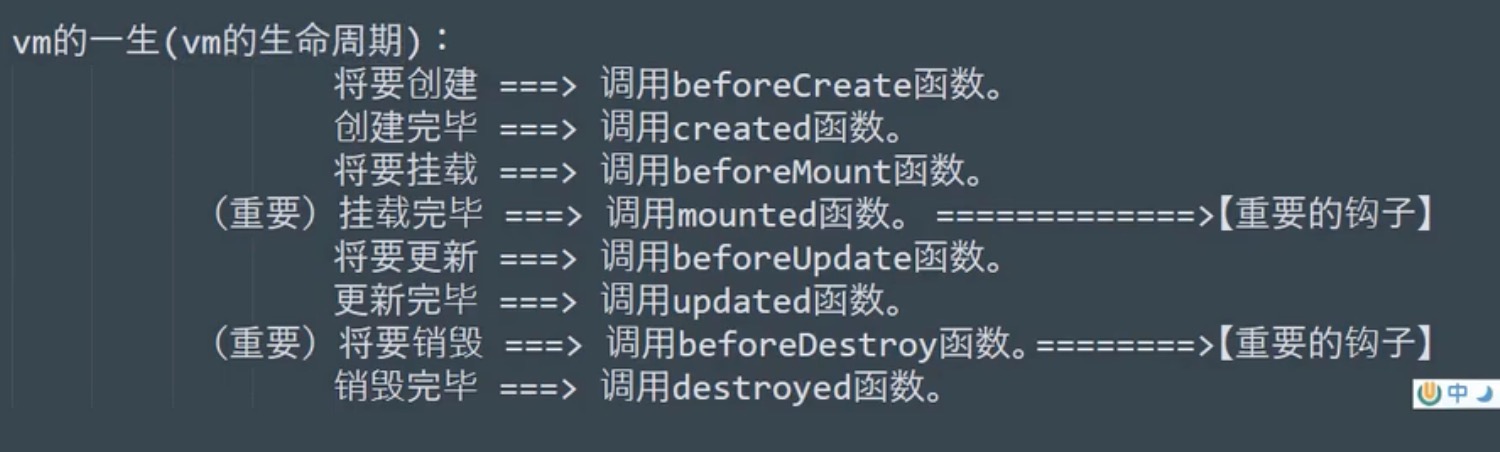 vm的一生(vm的生命周期)：
将要创建 ===> 调用beforeCreate函数。
创建完毕 ===> 调用created函数。
将要挂载 ===> 调用beforeMount函数。
（重要）挂载完毕 ===> 调用mounted函数。 =============>【重要的钩子】
将要更新 ===> 调用beforeUpdate函数。
更新完毕 ===> 调用updated函数。
（重要）将要销毁 ===> 调用beforeDestroy函数。========>【重要的钩子】
销毁完毕 ===> 调用destroyed函数。
中